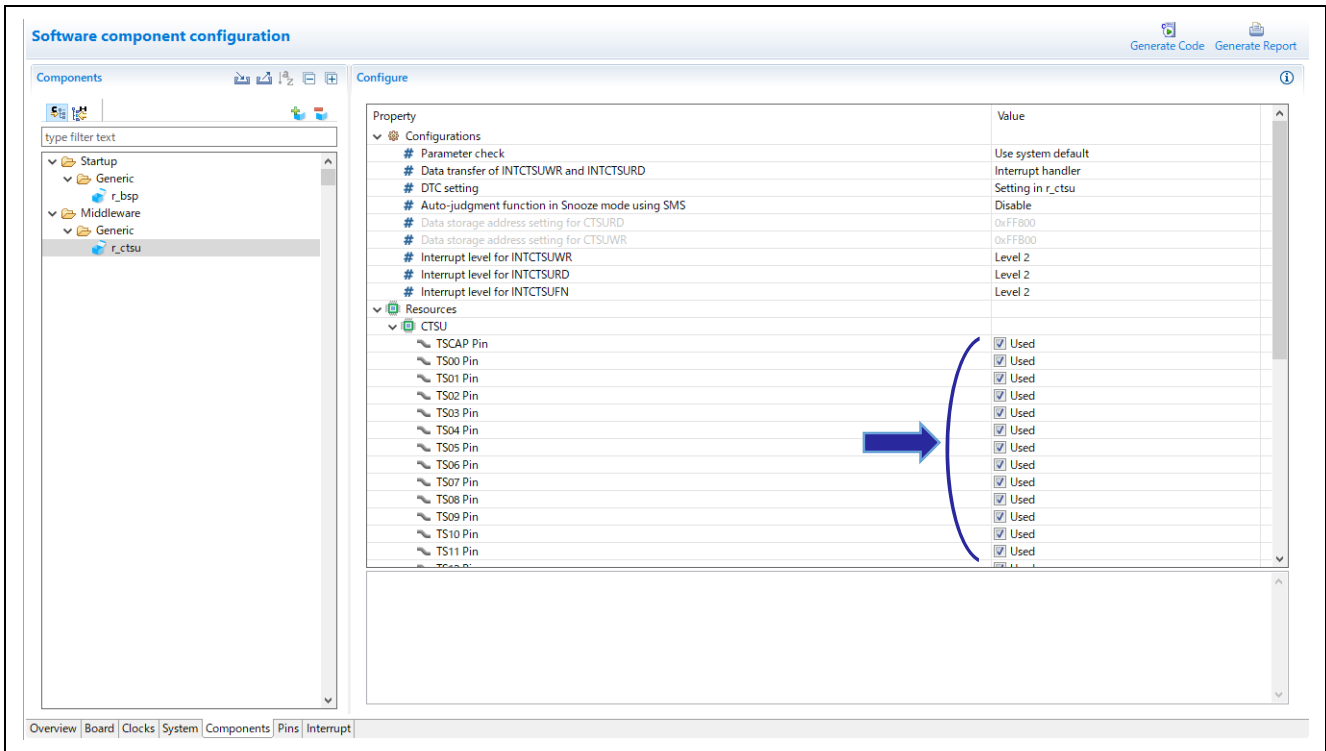 Software component configuration
Generate Code Generate Report
Components
Configure
type filter text
Startup
Generic
r_bsp
Middleware
Generic
r_ctsu
Property Value
Configurations
# Parameter check Use system default
# Data transfer of INTCTSUWR and INTCTSURD Interrupt handler
# DTC setting Setting in r_ctsu
# Auto-judgment function in Snooze mode using SMS Disable
# Data storage address setting for CTSURD 0xFF800
# Data storage address setting for CTSUWR 0xFFB00
# Interrupt level for INTCTSUWR Level 2
# Interrupt level for INTCTSURD Level 2
# Interrupt level for INTCTSUFN Level 2
Resources
CTSU
TSCAP Pin Used
TS00 Pin Used
TS01 Pin Used
TS02 Pin Used
TS03 Pin Used
TS04 Pin Used
TS05 Pin Used
TS06 Pin Used
TS07 Pin Used
TS08 Pin Used
TS09 Pin Used
TS10 Pin Used
TS11 Pin Used
Overview Board Clocks System Components Pins Interrupt